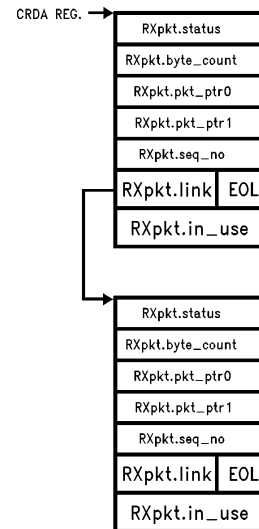 CRDA REG.
RXpkt.status
RXpkt.byte_count
RXpkt.pkt_ptr0
RXpkt.pkt_ptr1
RXpkt.seq_no
RXpkt.link EOL
RXpkt.in_use
RXpkt.status
RXpkt.byte_count
RXpkt.pkt_ptr0
RXpkt.pkt_ptr1
RXpkt.seq_no
RXpkt.link EOL
RXpkt.in_use